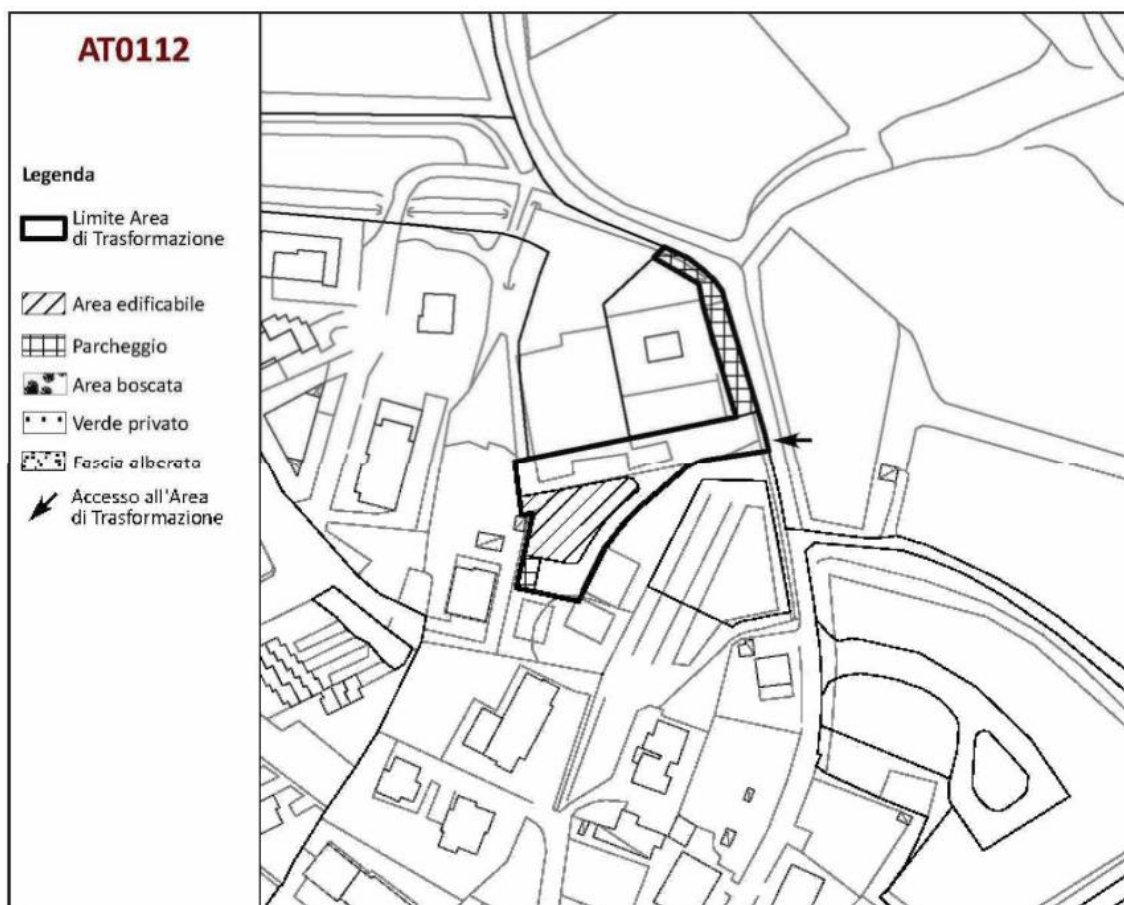 AT0112
Legenda
Limite Area
di Trasformazione
Area edificabile
Parcheggio
Area boscata
Verde privato
Fascia alberata
Accesso all'Area
di Trasformazione